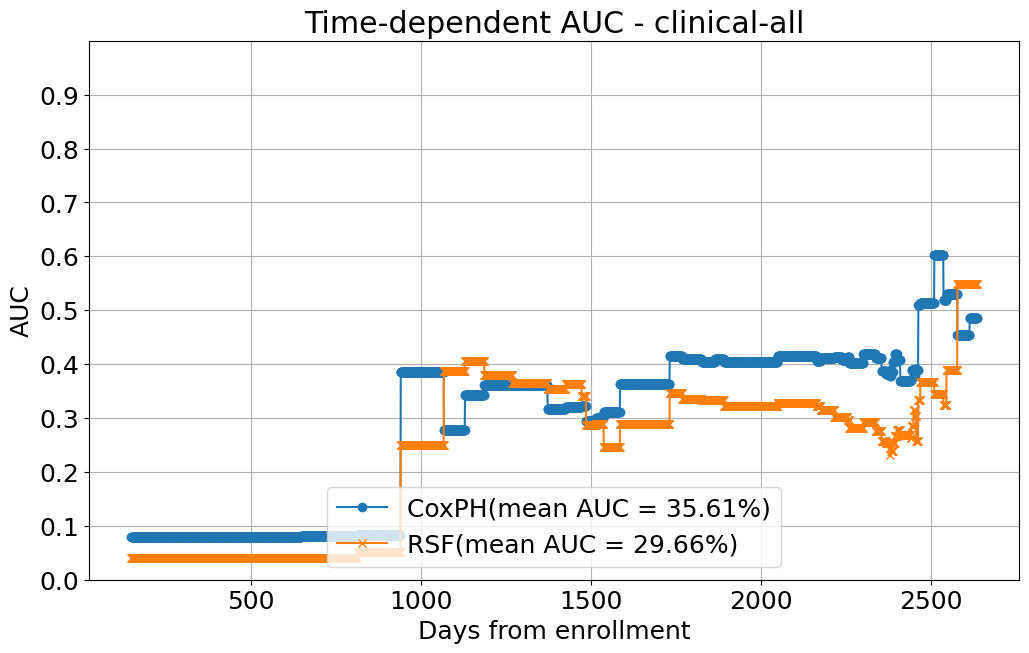 Time-dependent AUC - clinical-all
AUC
0.9
0.8
0.7
0.6
0.5
0.4
0.3
0.2
0.1
0.0
CoxPH(mean AUC = 35.61%)
RSF(mean AUC = 29.66%)
500 1000 1500 2000 2500
Days from enrollment